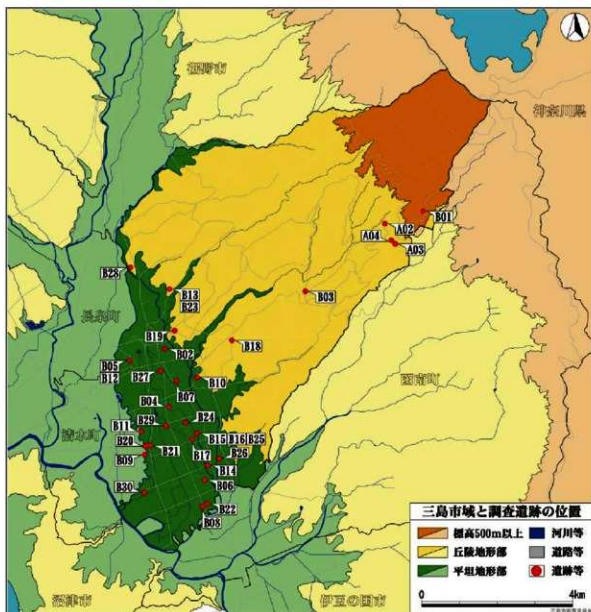 裾野市
神奈川県
B01
A02
A04
A03
B28
B13
B23
B03
長泉町
B19
B02
B18
B05
B12
B27
B10
函南町
B07
B04
B24
B29
B11
清水町
B20
B21
B15
B16
B25
B17
B26
B09
B14
B06
B30
B22
B08
沼津市
伊豆の国市
三島市域と調査遺跡の位置
標高500m以上
河川等
丘陵地形部
道路等
平坦地形部
遺跡等
0
4km